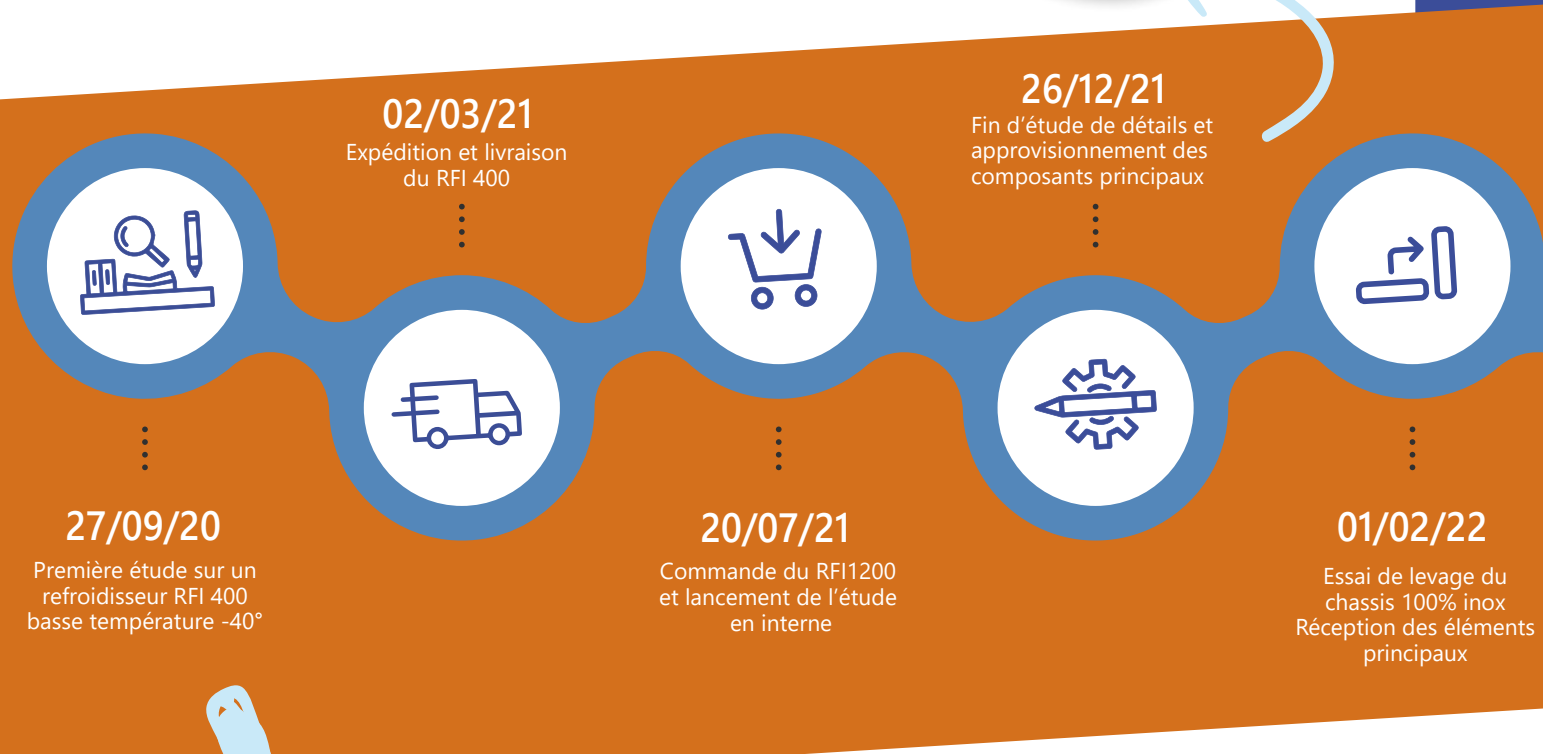 27/09/20
Première étude sur un
refroidisseur RFI 400
basse température -40°
02/03/21
Expédition et livraison
du RFI 400
20/07/21
Commande du RFI1200
et lancement de l'étude
en interne
26/12/21
Fin d'étude de détails et
approvisionnement des
composants principaux
01/02/22
Essai de levage du
chassis 100% inox
Réception des éléments
principaux